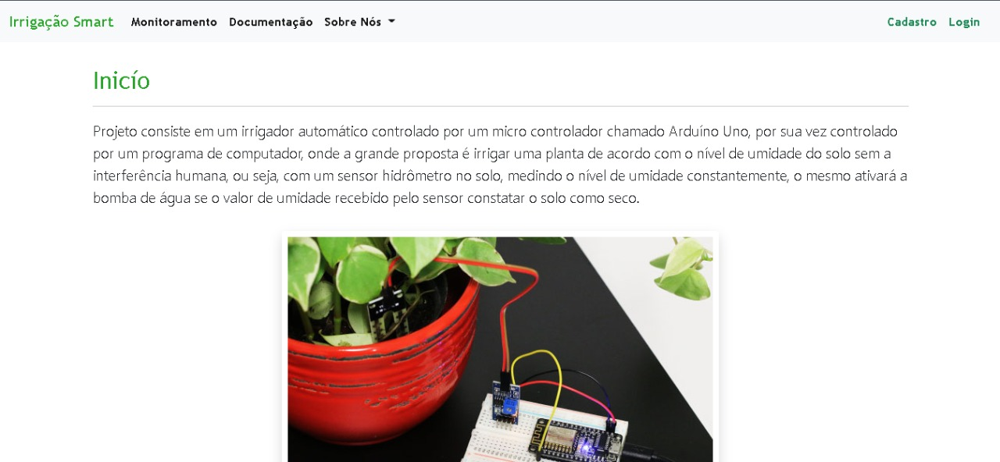 Irrigação Smart Monitoramento Documentação Sobre Nós Cadastro Login
Inicío
Projeto consiste em um irrigador automático controlado por um micro controlador chamado Arduíno Uno, por sua vez controlado
por um programa de computador, onde a grande proposta é irrigar uma planta de acordo com o nível de umidade do solo sem a
interferência humana, ou seja, com um sensor hidrômetro no solo, medindo o nível de umidade constantemente, o mesmo ativará a
bomba de água se o valor de umidade recebido pelo sensor constatar o solo como seco.